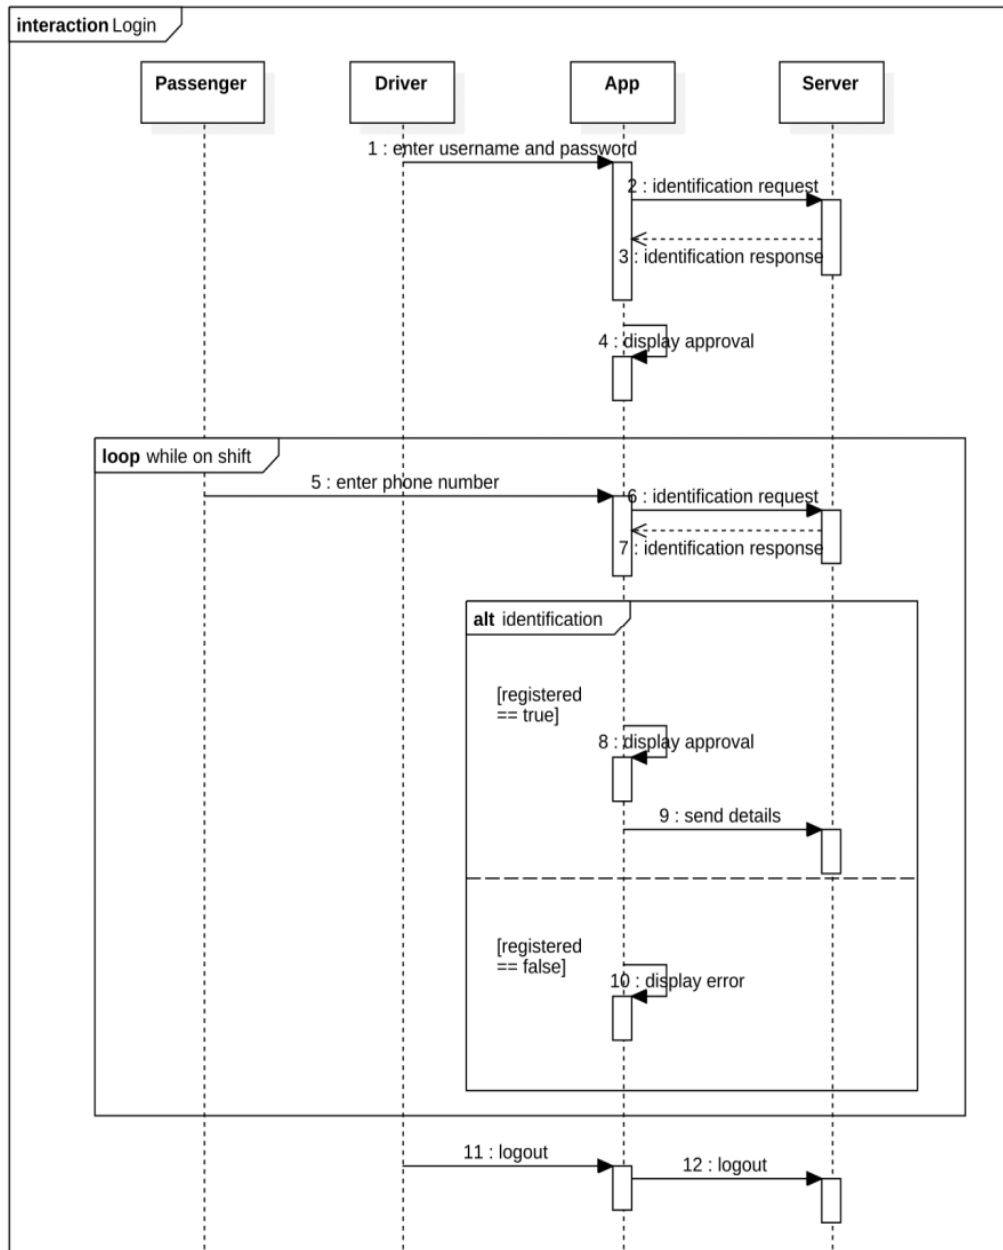 interaction Login
Passenger
Driver
App
Server
1 : enter username and password
2 : identification request
3 : identification response
4 : display approval
loop while on shift
5 : enter phone number
6 : identification request
7 : identification response
alt identification
[registered
== true]
8 : display approval
9 : send details
[registered
== false]
10 : display error
11 : logout
12 : logout